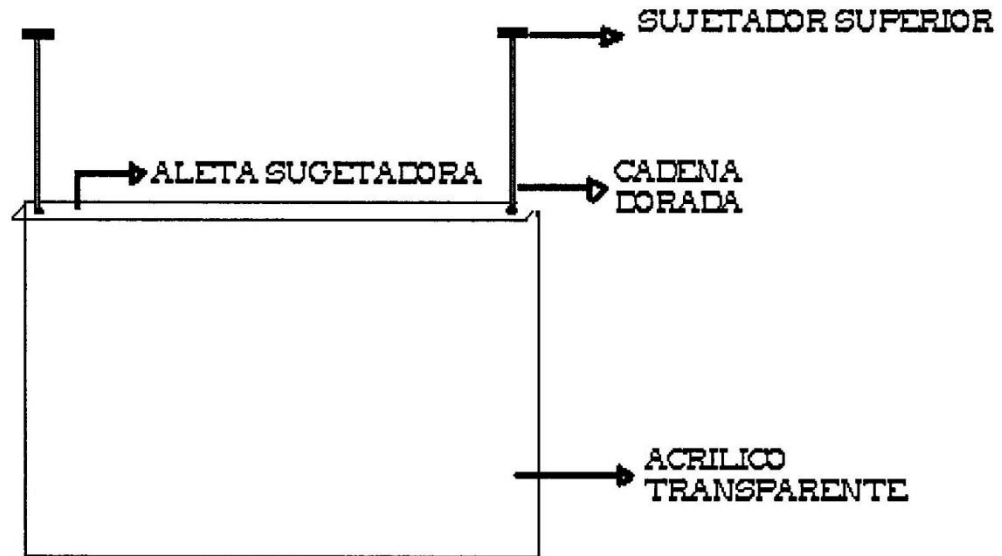 SUJETADOR SUPERIOR
ALETA SUGETADORA
CADENA
DORADA
ACRILICO
TRANSPARENTE